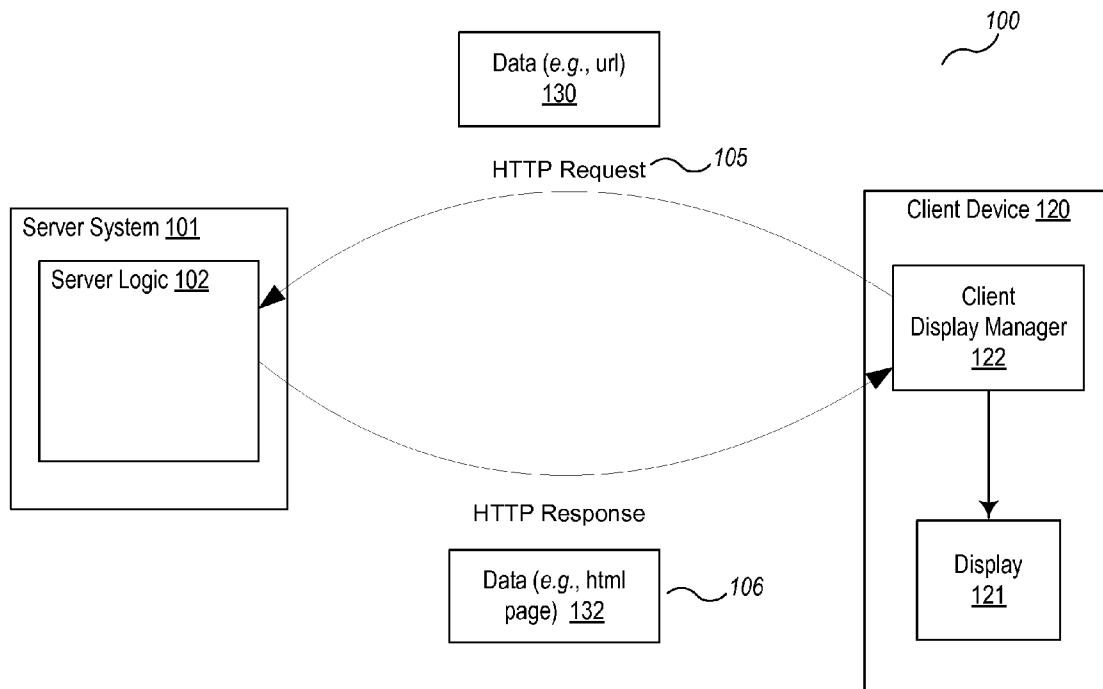 100
Data (e.g., url)
130
HTTP Request
105
Server System 101
Server Logic 102
Client Device 120
Client
Display Manager
122
HTTP Response
Data (e.g., html
page) 132
106
Display
121